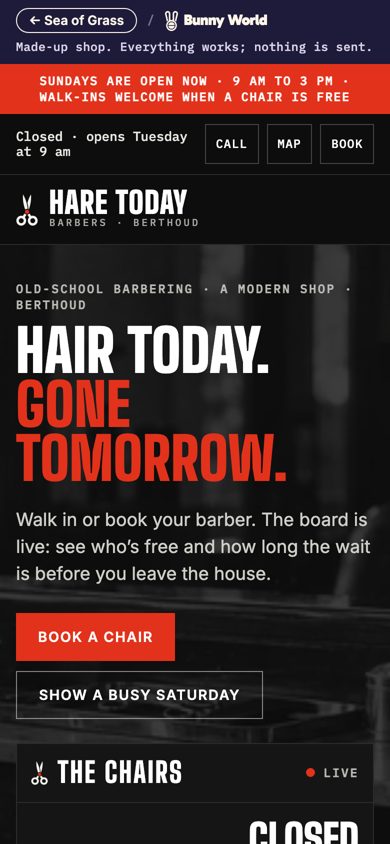 ← Sea of Grass / Bunny World
Made-up shop. Everything works; nothing is sent.
SUNDAYS ARE OPEN NOW · 9 AM TO 3 PM ·
WALK-INS WELCOME WHEN A CHAIR IS FREE
Closed · opens Tuesday
at 9 am
CALL
MAP
BOOK
HARE TODAY
BARBERS · BERTHOUD
OLD-SCHOOL BARBERING · A MODERN SHOP ·
BERTHOUD
HAIR TODAY.
GONE
TOMORROW.
Walk in or book your barber. The board is
live: see who’s free and how long the wait
is before you leave the house.
BOOK A CHAIR
SHOW A BUSY SATURDAY
THE CHAIRS
LIVE
CLOSED